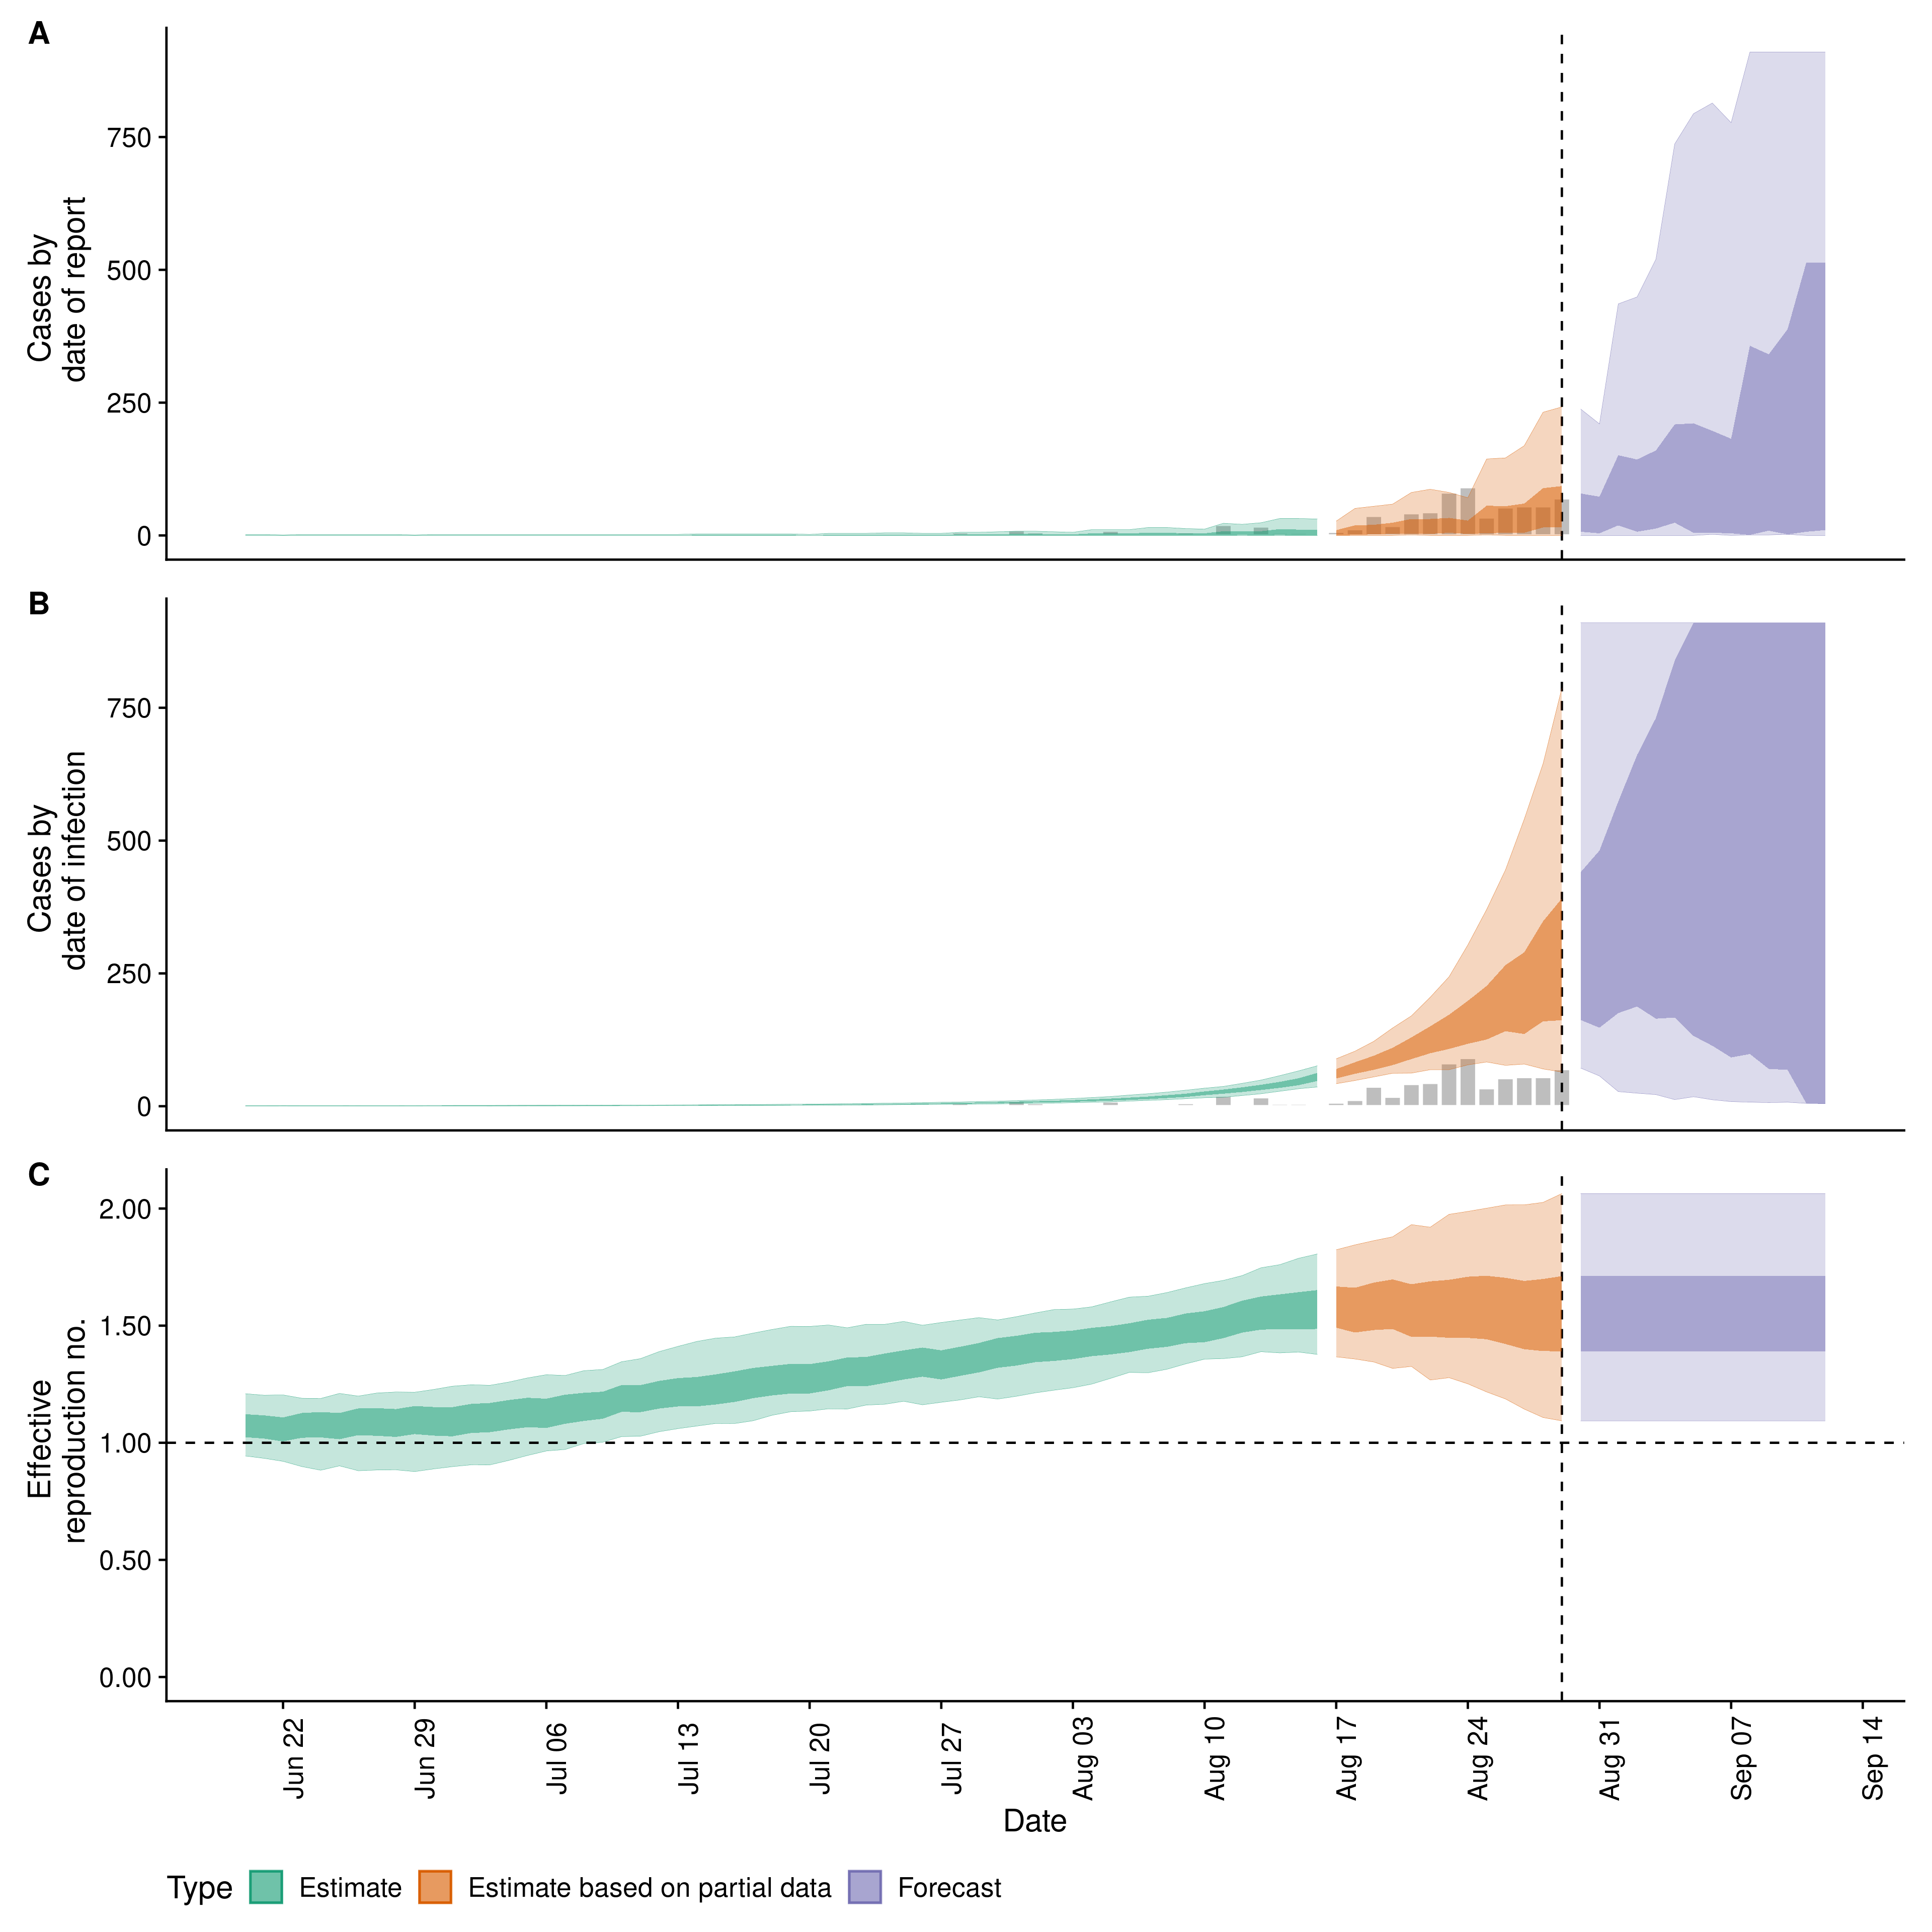 A
Cases by
date of report
750
500
250
0
B
Cases by
date of infection
750
500
250
0
C
Effective
reproduction no.
2.00
1.50
1.00
0.50
0.00
Jun 22
Jun 29
Jul 06
Jul 13
Jul 20
Jul 27
Aug 03
Aug 10
Aug 17
Aug 24
Aug 31
Sep 07
Sep 14
Date
Type Estimate Estimate based on partial data Forecast